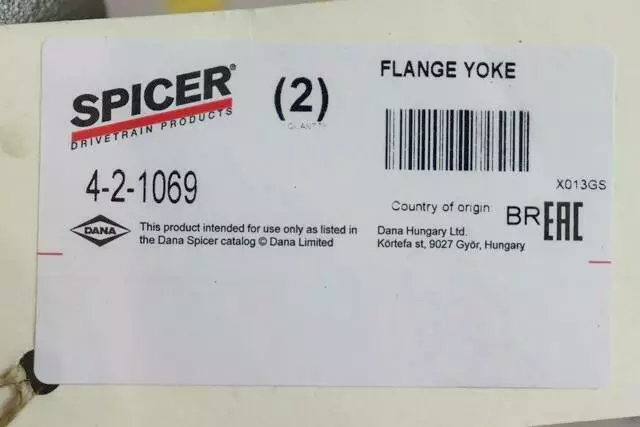 SPICER®
DRIVETRAIN PRODUCTS
(2)
QUANTITY
FLANGE YOKE
4-2-1069
X013GS
Country of origin: BR EAC
DANA
This product intended for use only as listed in
the Dana Spicer catalog © Dana Limited
Dana Hungary Ltd.
Körtefa st, 9027 Győr, Hungary